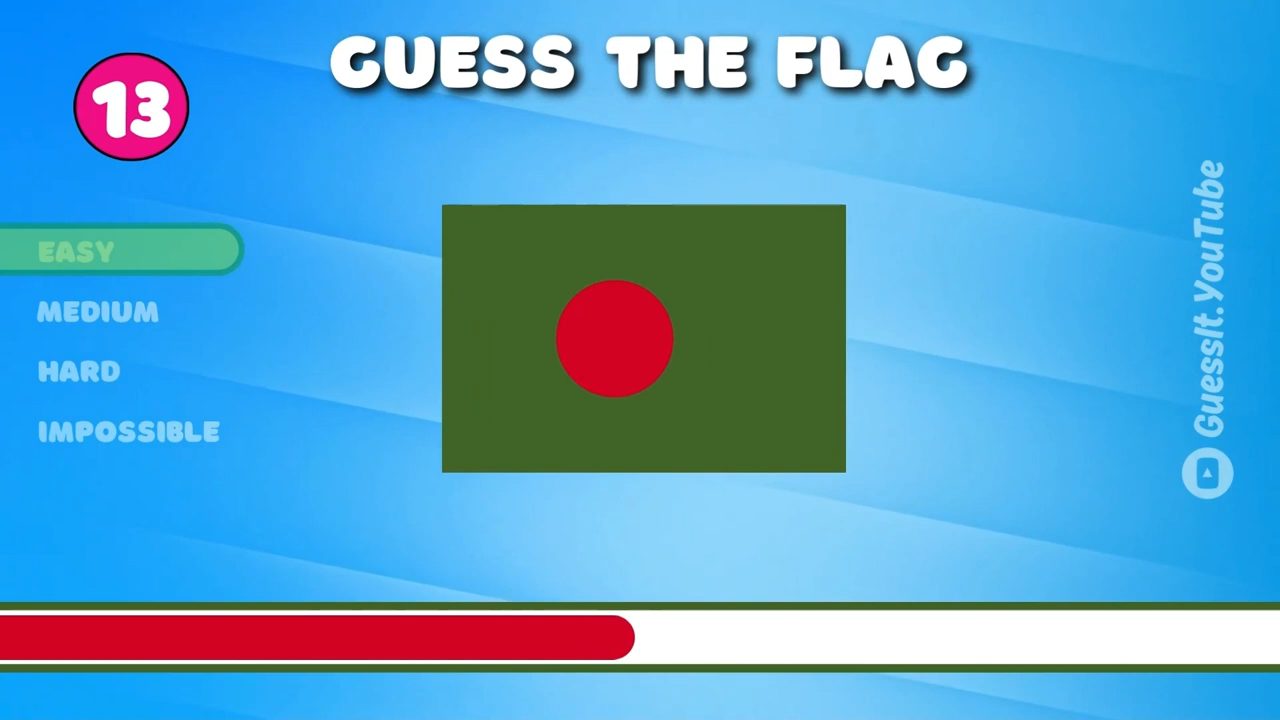 GUESS THE FLAG
13
EASY
MEDIUM
HARD
IMPOSSIBLE
GuessIt.YouTube